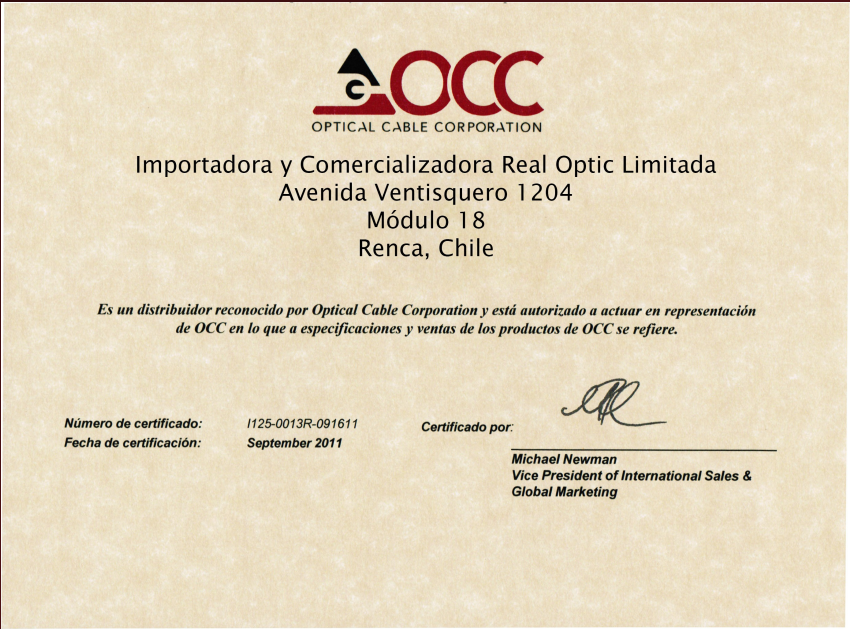 OCC
OPTICAL CABLE CORPORATION
Importadora y Comercializadora Real Optic Limitada
Avenida Ventisquero 1204
Módulo 18
Renca, Chile
Es un distribuidor reconocido por Optical Cable Corporation y está autorizado a actuar en representación
de OCC en lo que a especificaciones y ventas de los productos de OCC se refiere.
Número de certificado: I125-0013R-091611
Fecha de certificación: September 2011
Certificado por:
Michael Newman
Vice President of International Sales &
Global Marketing